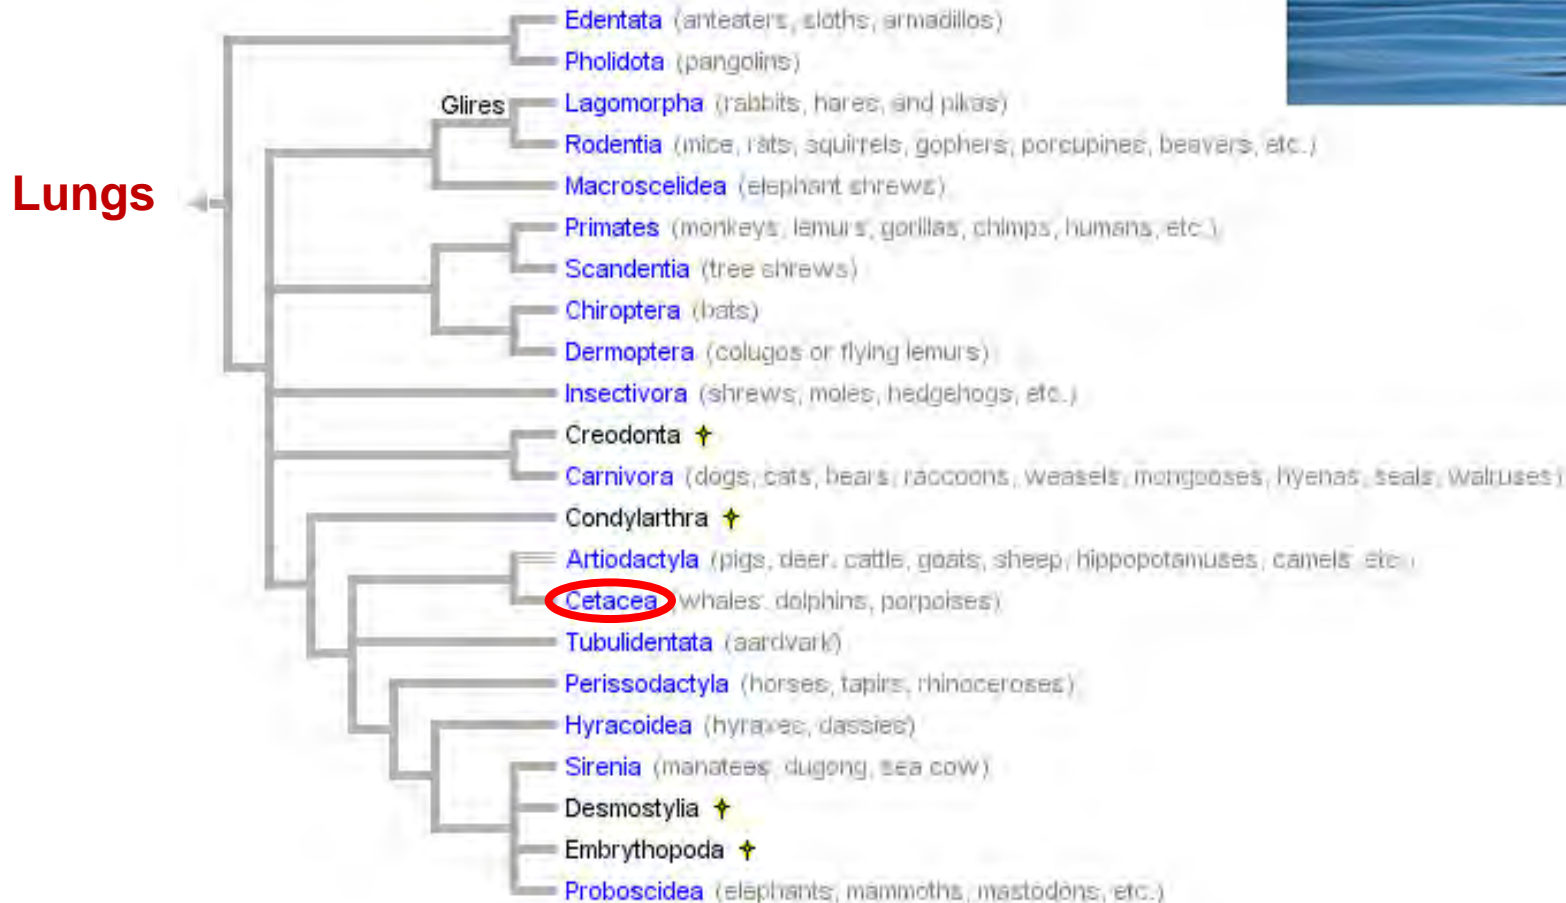 Edentata (anteaters, sloths, armadillos)
Pholidota (pangolins)
Glires
Lagomorpha (rabbits, hares, and pikas)
Rodentia (mice, rats, squirrels, gophers, porcupines, beavers, etc.)
Lungs
Macroscelidea (elephant shrews)
Primates (monkeys, lemurs, gorillas, chimps, humans, etc.)
Scandentia (tree shrews)
Chiroptera (bats)
Dermoptera (colugos or flying lemurs)
Insectivora (shrews, moles, hedgehogs, etc.)
Creodonta
Carnivora (dogs, cats, bears, raccoons, weasels, mongooses, hyenas, seals, walruses)
Condylarthra
Artiodactyla (pigs, deer, cattle, goats, sheep, hippopotamuses, camels, etc.)
Cetacea (whales, dolphins, porpoises)
Tubulidentata (aardvark)
Perissodactyla (horses, tapirs, rhinoceroses)
Hyracoidea (hyraxes, dassies)
Sirenia (manatees, dugong, sea cow)
Desmostylia
Embrythopoda
Proboscidea (elephants, mammoths, mastodons, etc.)